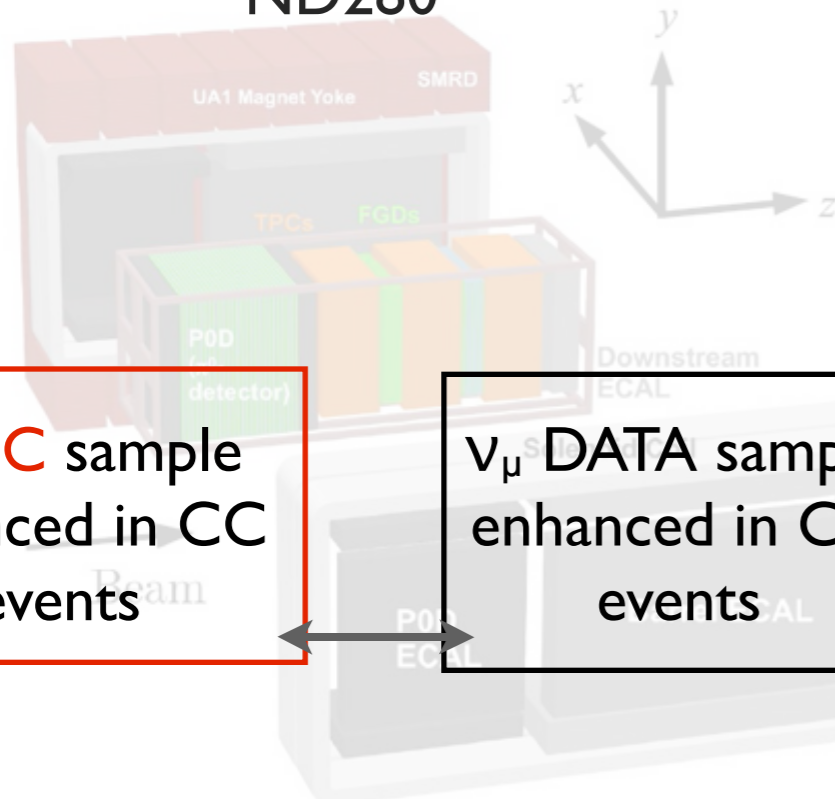 ND280
y
SMRD
UA1 Magnet Yoke
x
z
TPCs FGDs
P0D
(π⁰
detector)
Downstream
ECAL
C sample
νμ DATA samp
ced in CC
enhanced in C
events
events
Beam
P0D
ECAL
CAL